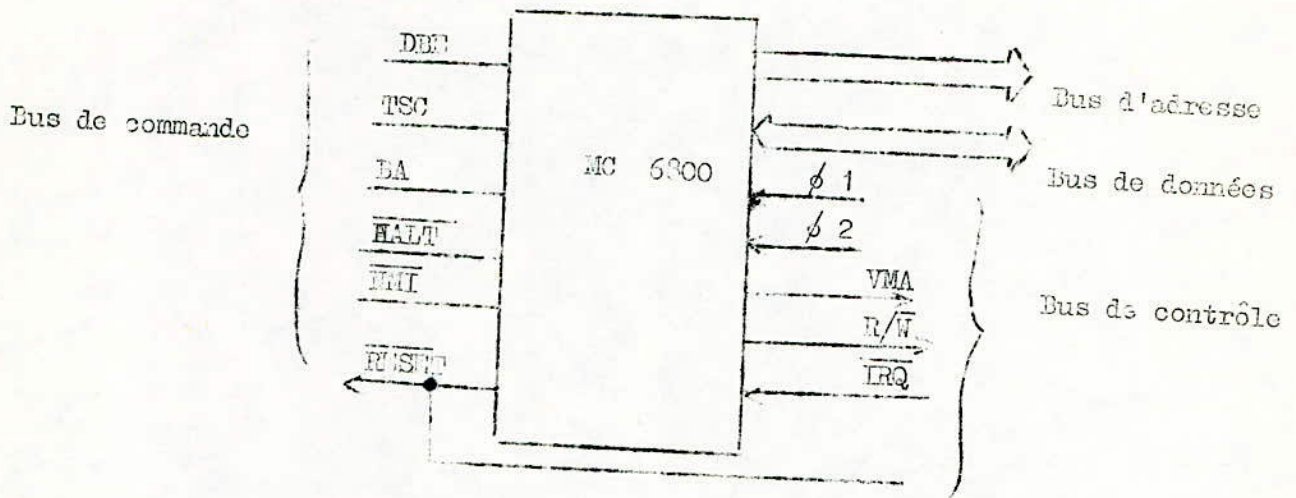 DBE
TSC
Bus de commande
BA
HALT
NMI
RESET
MC 6800
Bus d'adresse
Bus de données
ϕ 1
ϕ 2
VMA
R/W̅
IRQ
Bus de contrôle